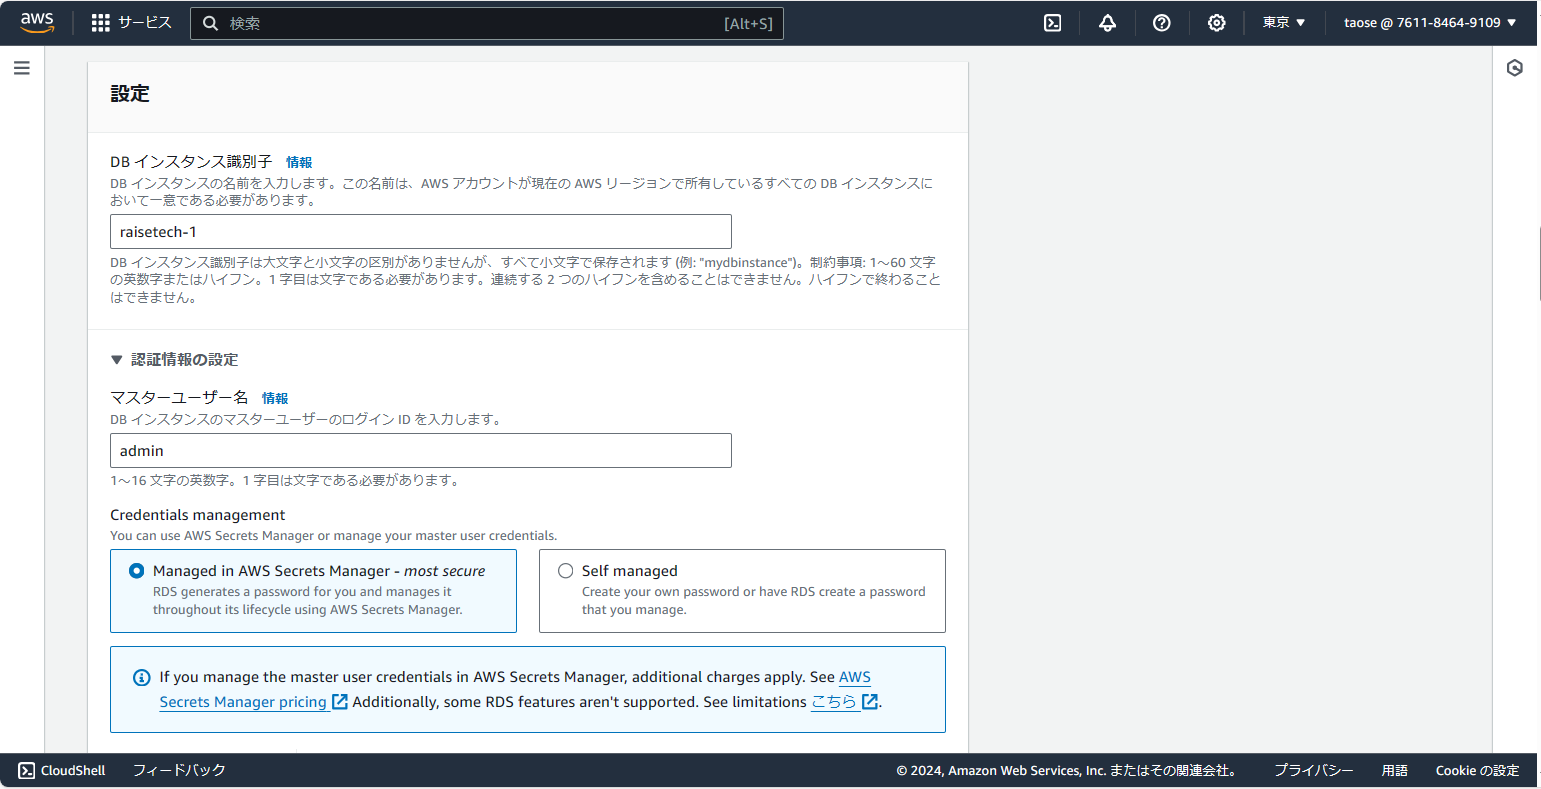 aws
サービス
検索
[Alt+S]
東京 ▼
taose @ 7611-8464-9109 ▼
設定
DB インスタンス識別子 情報
DB インスタンスの名前を入力します。この名前は、AWS アカウントが現在の AWS リージョンで所有しているすべての DB インスタンスに
おいて一意である必要があります。
raisetech-1
DB インスタンス識別子は大文字と小文字の区別がありませんが、すべて小文字で保存されます (例: "mydbinstance")。制約事項: 1～60 文字
の英数字またはハイフン。1 字目は文字である必要があります。連続する 2 つのハイフンを含めることはできません。ハイフンで終わること
はできません。
▼ 認証情報の設定
マスターユーザー名 情報
DB インスタンスのマスターユーザーのログイン ID を入力します。
admin
1～16 文字の英数字。1 字目は文字である必要があります。
Credentials management
You can use AWS Secrets Manager or manage your master user credentials.
Managed in AWS Secrets Manager - most secure
RDS generates a password for you and manages it
throughout its lifecycle using AWS Secrets Manager.
Self managed
Create your own password or have RDS create a password
that you manage.
If you manage the master user credentials in AWS Secrets Manager, additional charges apply. See AWS
Secrets Manager pricing Additionally, some RDS features aren't supported. See limitations こちら.
CloudShell
フィードバック
© 2024, Amazon Web Services, Inc. またはその関連会社。
プライバシー
用語
Cookie の設定